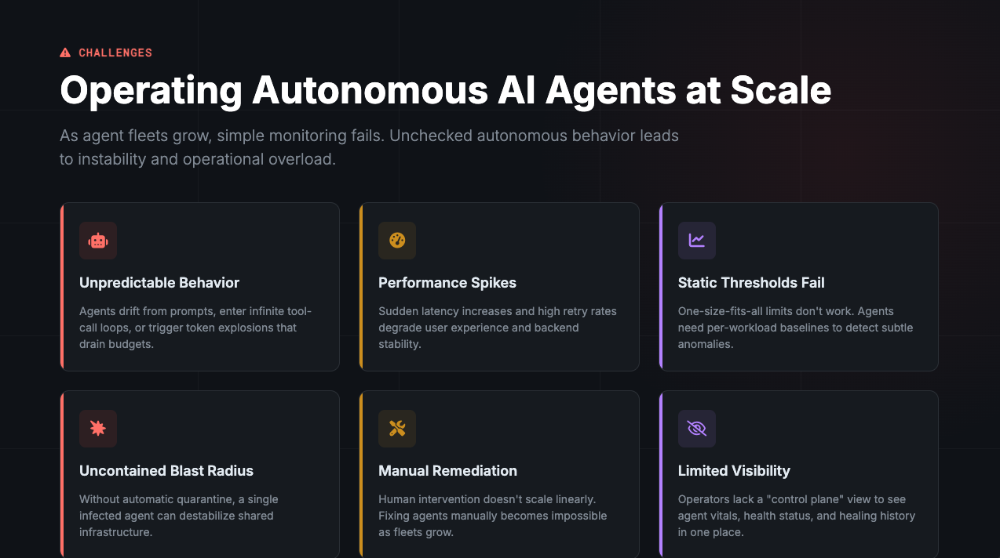 CHALLENGES
Operating Autonomous AI Agents at Scale
As agent fleets grow, simple monitoring fails. Unchecked autonomous behavior leads
to instability and operational overload.
Unpredictable Behavior
Agents drift from prompts, enter infinite tool-
call loops, or trigger token explosions that
drain budgets.
Performance Spikes
Sudden latency increases and high retry rates
degrade user experience and backend
stability.
Static Thresholds Fail
One-size-fits-all limits don't work. Agents
need per-workload baselines to detect subtle
anomalies.
Uncontained Blast Radius
Without automatic quarantine, a single
infected agent can destabilize shared
infrastructure.
Manual Remediation
Human intervention doesn't scale linearly.
Fixing agents manually becomes impossible
as fleets grow.
Limited Visibility
Operators lack a "control plane" view to see
agent vitals, health status, and healing history
in one place.